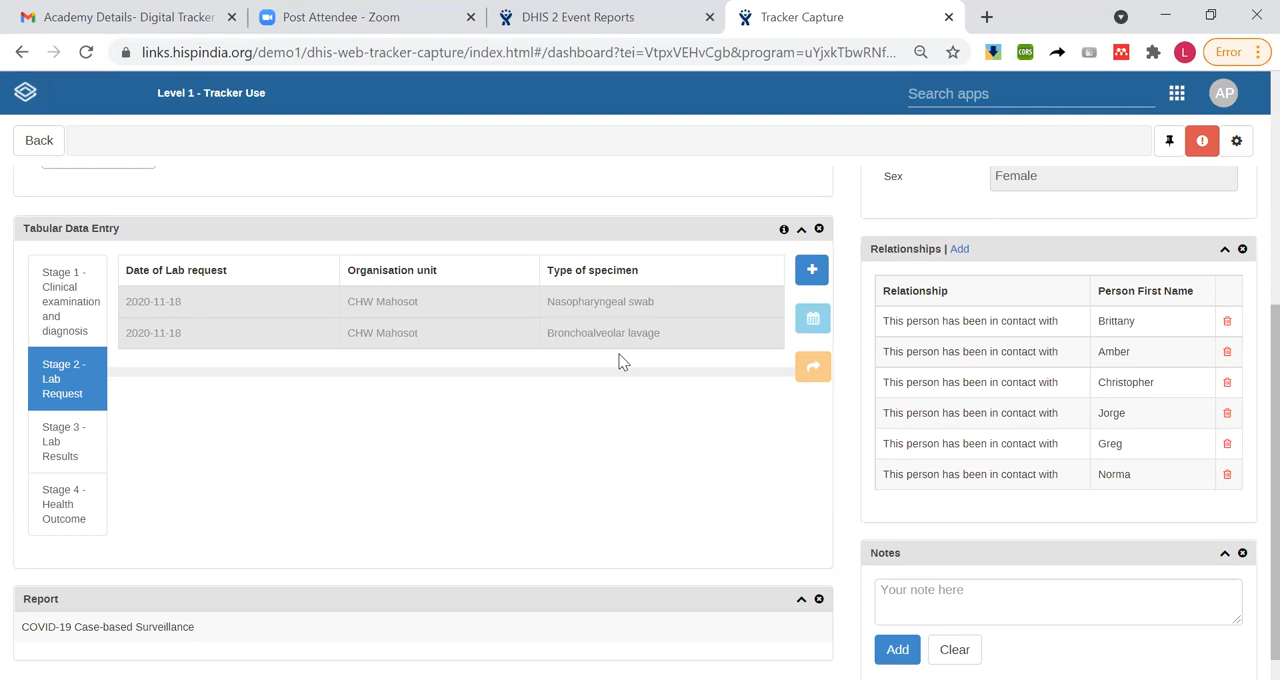 Academy Details- Digital Tracker
Post Attendee - Zoom
DHIS 2 Event Reports
Tracker Capture
links.hispindia.org/demo1/dhis-web-tracker-capture/index.html#/dashboard?tei=VtpxVEHvCgb&program=uYjxkTbwRNf...
CORS
L
Error
Level 1 - Tracker Use
Search apps
AP
Back
Sex
Female
Tabular Data Entry
Stage 1 -
Clinical
examination
and
diagnosis
Stage 2 -
Lab
Request
Stage 3 -
Lab
Results
Stage 4 -
Health
Outcome
Date of Lab request Organisation unit Type of specimen
2020-11-18 CHW Mahosot Nasopharyngeal swab
2020-11-18 CHW Mahosot Bronchoalveolar lavage
Relationships | Add
Relationship Person First Name
This person has been in contact with Brittany
This person has been in contact with Amber
This person has been in contact with Christopher
This person has been in contact with Jorge
This person has been in contact with Greg
This person has been in contact with Norma
Report
COVID-19 Case-based Surveillance
Notes
Your note here
Add Clear